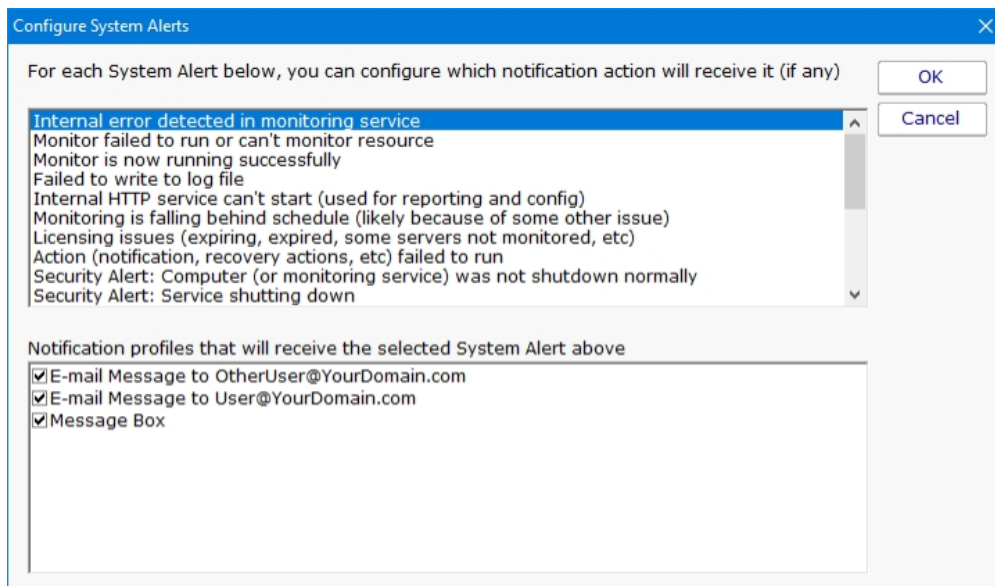 Configure System Alerts
For each System Alert below, you can configure which notification action will receive it (if any)
OK
Cancel
Internal error detected in monitoring service
Monitor failed to run or can't monitor resource
Monitor is now running successfully
Failed to write to log file
Internal HTTP service can't start (used for reporting and config)
Monitoring is falling behind schedule (likely because of some other issue)
Licensing issues (expiring, expired, some servers not monitored, etc)
Action (notification, recovery actions, etc) failed to run
Security Alert: Computer (or monitoring service) was not shutdown normally
Security Alert: Service shutting down
Notification profiles that will receive the selected System Alert above
E-mail Message to OtherUser@YourDomain.com
E-mail Message to User@YourDomain.com
Message Box